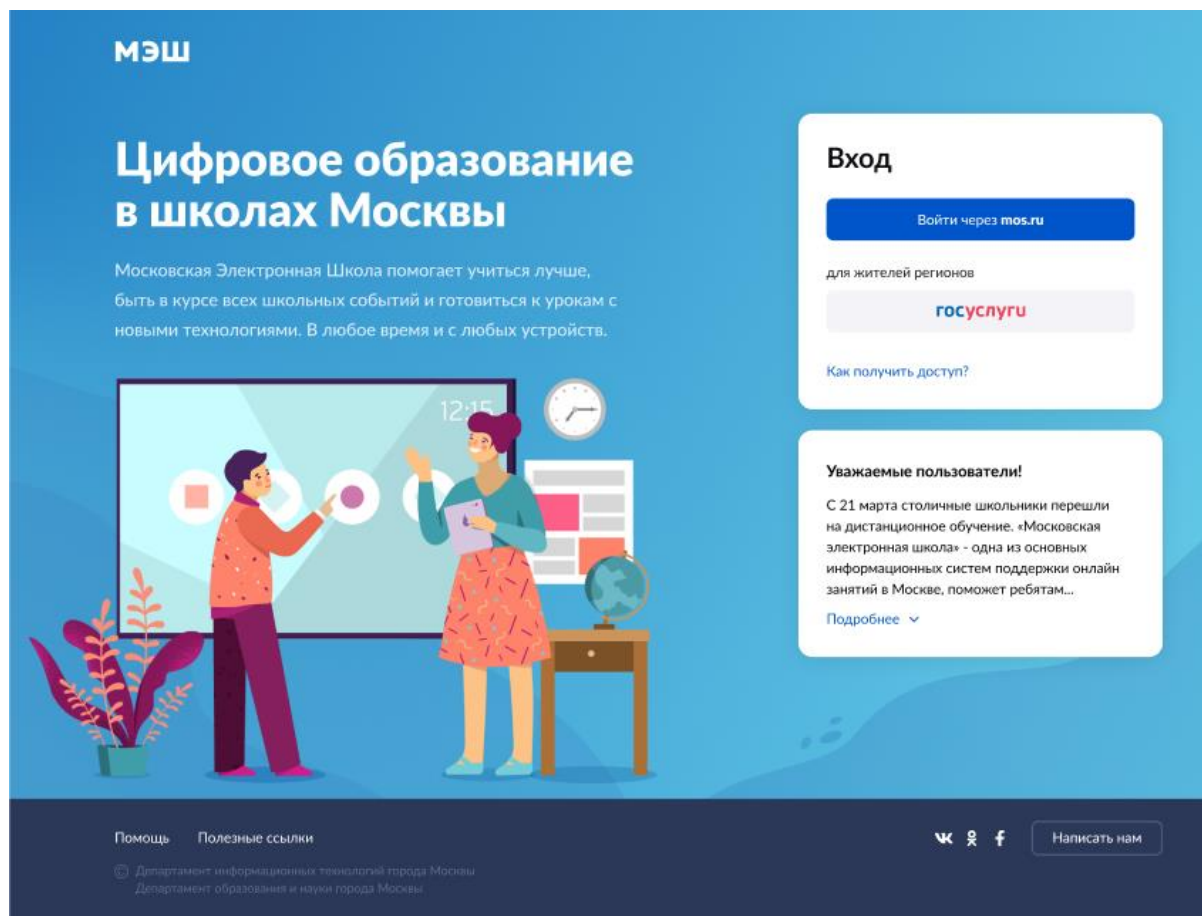 МЭШ
Цифровое образование
в школах Москвы
Московская Электронная Школа помогает учиться лучше,
быть в курсе всех школьных событий и готовиться к урокам с
новыми технологиями. В любое время и с любых устройств.
12:15
Вход
Войти через mos.ru
для жителей регионов
госуслуги
Как получить доступ?
Уважаемые пользователи!
С 21 марта столичные школьники перешли
на дистанционное обучение. «Московская
электронная школа» - одна из основных
информационных систем поддержки онлайн
занятий в Москве, поможет ребятам...
Подробнее
Помощь
Полезные ссылки
Написать нам
© Департамент информационных технологий города Москвы
Департамент образования и науки города Москвы